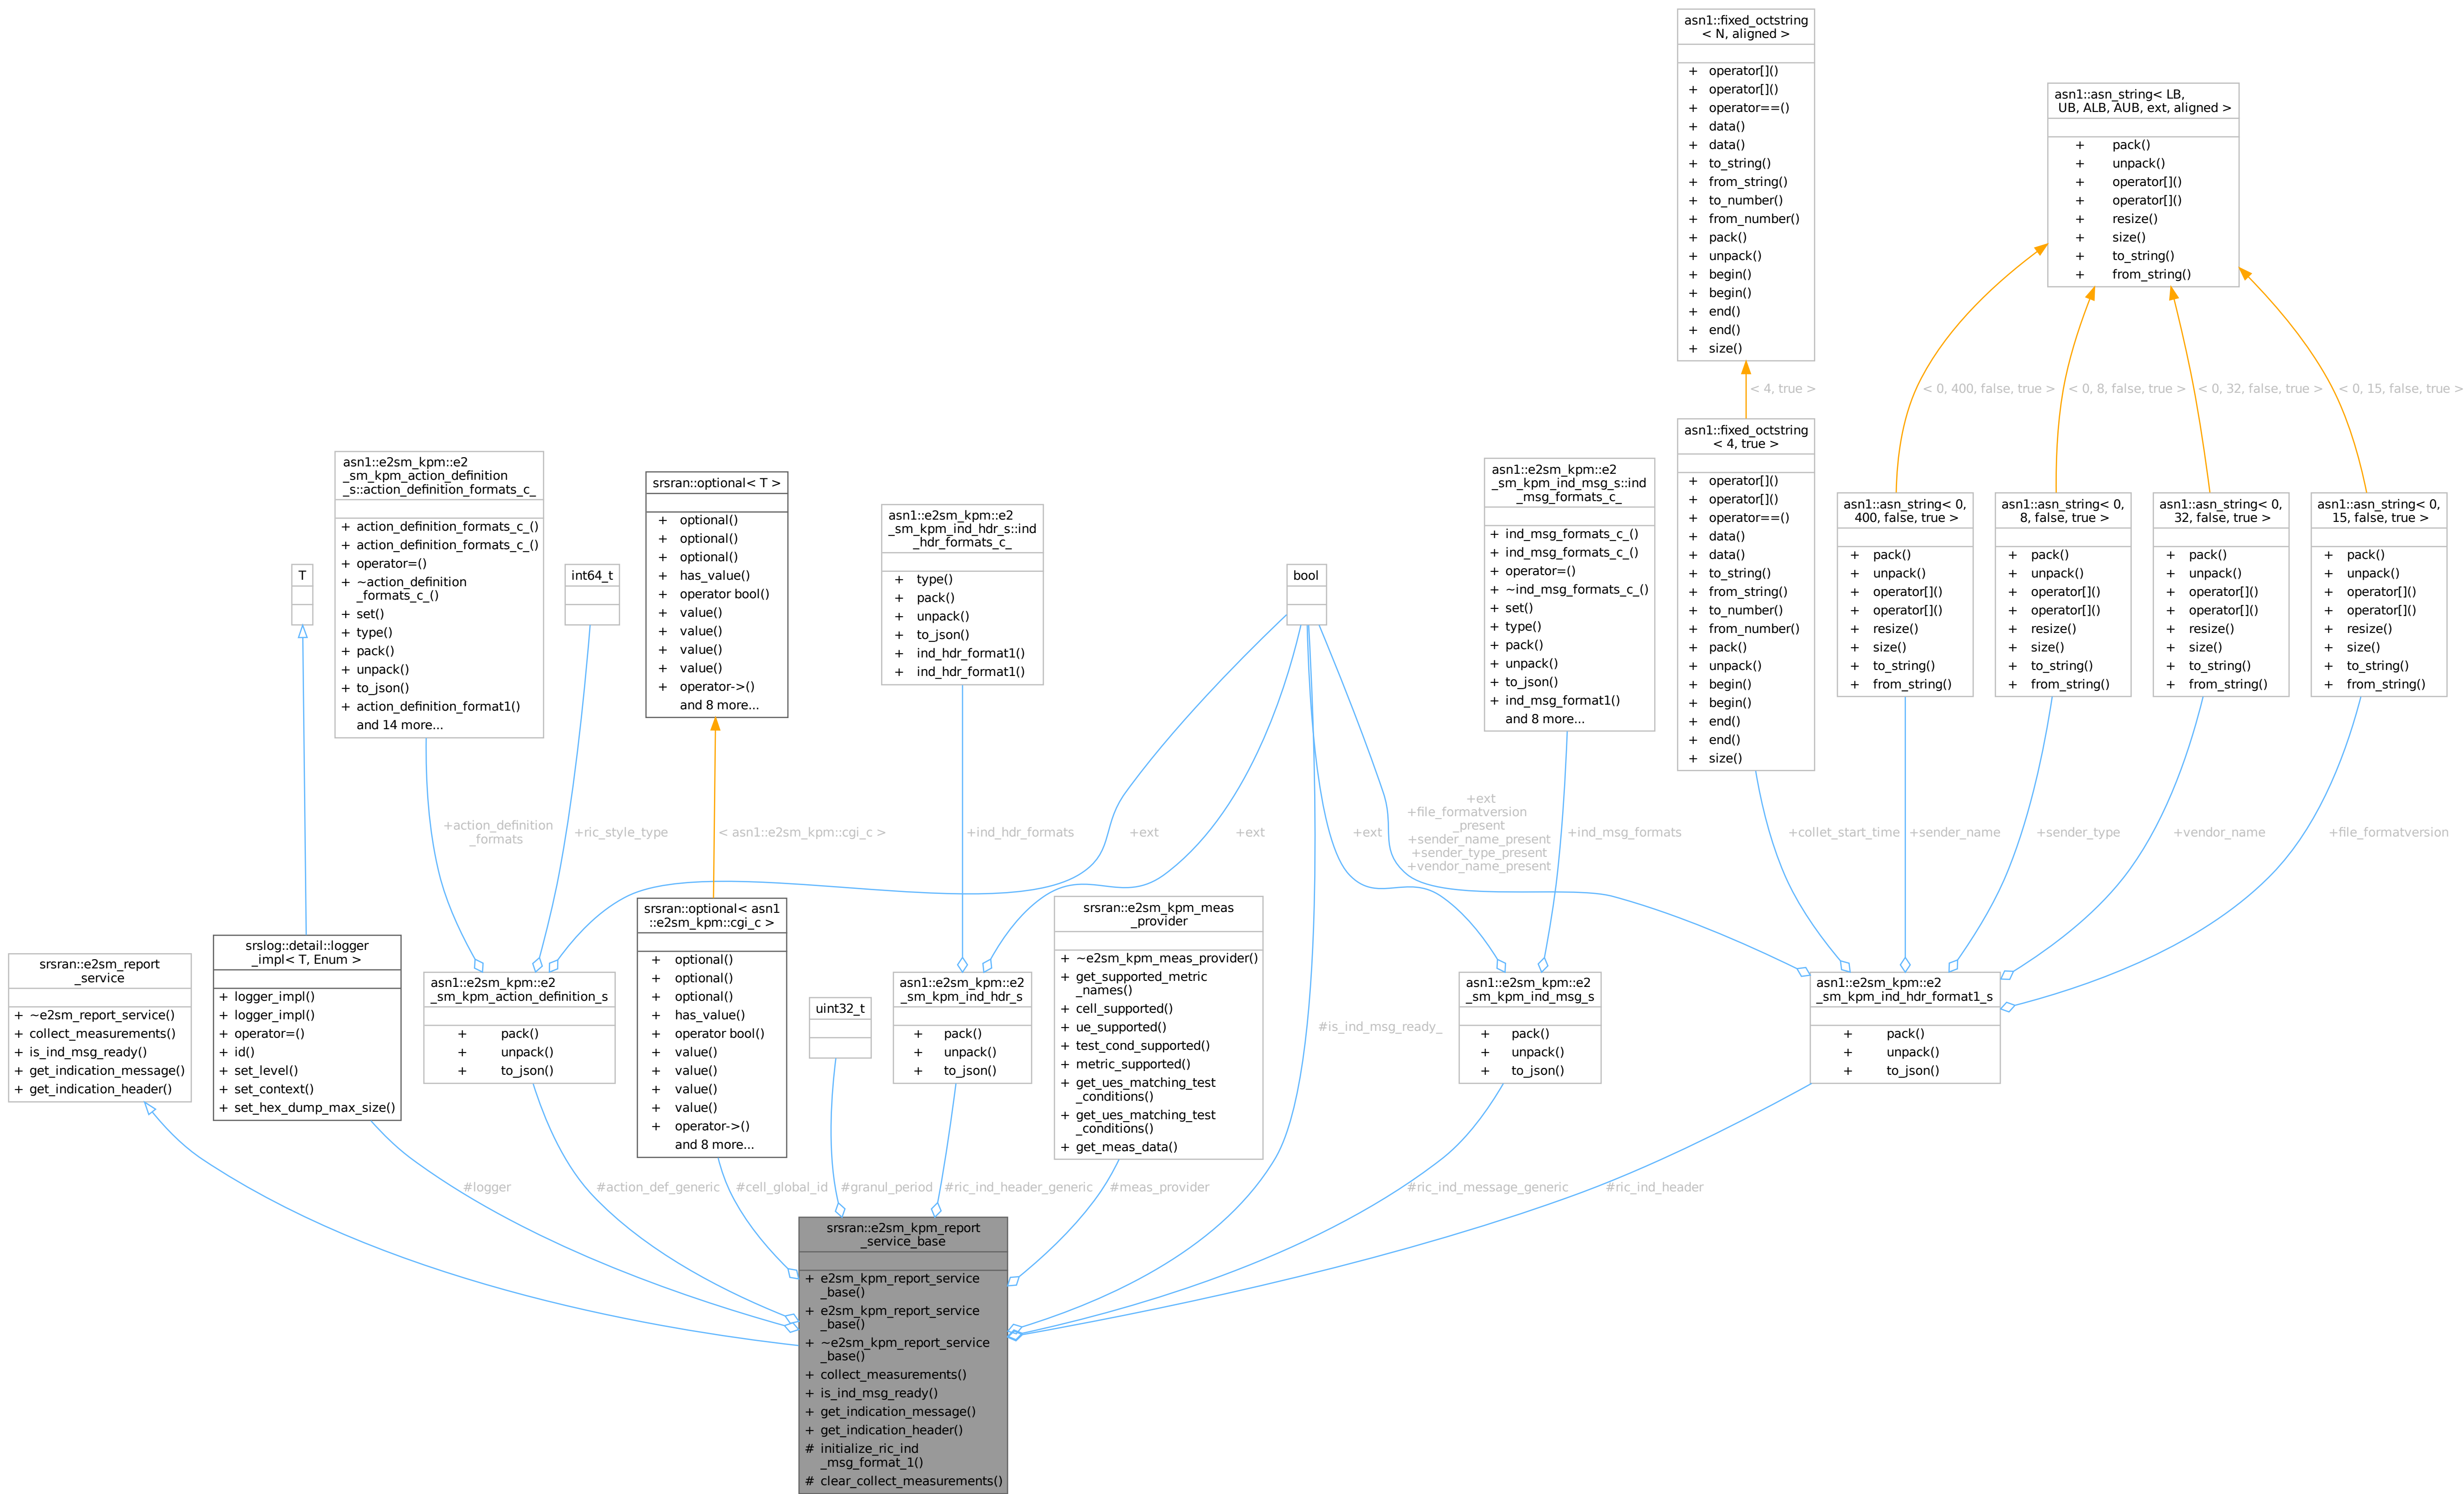 asn1::fixed_octstring
< N, aligned >
+ operator[]()
+ operator[]()
+ operator==()
+ data()
+ data()
+ to_string()
+ from_string()
+ to_number()
+ from_number()
+ pack()
+ unpack()
+ begin()
+ begin()
+ end()
+ end()
+ size()
asn1::asn_string< LB,
UB, ALB, AUB, ext, aligned >
+ pack()
+ unpack()
+ operator[]()
+ operator[]()
+ resize()
+ size()
+ to_string()
+ from_string()
< 4, true >
< 0, 400, false, true >
< 0, 8, false, true >
< 0, 32, false, true >
< 0, 15, false, true >
T
asn1::e2sm_kpm::e2
_sm_kpm_action_definition
_s::action_definition_formats_c_
+ action_definition_formats_c_()
+ action_definition_formats_c_()
+ operator=()
+ ~action_definition
_formats_c_()
+ set()
+ type()
+ pack()
+ unpack()
+ to_json()
+ action_definition_format1()
and 14 more...
int64_t
srsran::optional< T >
+ optional()
+ optional()
+ optional()
+ has_value()
+ operator bool()
+ value()
+ value()
+ value()
+ value()
+ operator->()
and 8 more...
asn1::e2sm_kpm::e2
_sm_kpm_ind_hdr_s::ind
_hdr_formats_c_
+ type()
+ pack()
+ unpack()
+ to_json()
+ ind_hdr_format1()
+ ind_hdr_format1()
bool
asn1::e2sm_kpm::e2
_sm_kpm_ind_msg_s::ind
_msg_formats_c_
+ ind_msg_formats_c_()
+ ind_msg_formats_c_()
+ operator=()
+ ~ind_msg_formats_c_()
+ set()
+ type()
+ pack()
+ unpack()
+ to_json()
+ ind_msg_format1()
and 8 more...
asn1::fixed_octstring
< 4, true >
+ operator[]()
+ operator[]()
+ operator==()
+ data()
+ data()
+ to_string()
+ from_string()
+ to_number()
+ from_number()
+ pack()
+ unpack()
+ begin()
+ begin()
+ end()
+ end()
+ size()
asn1::asn_string< 0,
400, false, true >
+ pack()
+ unpack()
+ operator[]()
+ operator[]()
+ resize()
+ size()
+ to_string()
+ from_string()
asn1::asn_string< 0,
8, false, true >
+ pack()
+ unpack()
+ operator[]()
+ operator[]()
+ resize()
+ size()
+ to_string()
+ from_string()
asn1::asn_string< 0,
32, false, true >
+ pack()
+ unpack()
+ operator[]()
+ operator[]()
+ resize()
+ size()
+ to_string()
+ from_string()
asn1::asn_string< 0,
15, false, true >
+ pack()
+ unpack()
+ operator[]()
+ operator[]()
+ resize()
+ size()
+ to_string()
+ from_string()
+action_definition
_formats
+ric_style_type
< asn1::e2sm_kpm::cgi_c >
+ind_hdr_formats
+ext
+ext
+ext
+ext
+file_formatversion
_present
+sender_name_present
+sender_type_present
+vendor_name_present
+ind_msg_formats
+collet_start_time
+sender_name
+sender_type
+vendor_name
+file_formatversion
srsran::e2sm_report
_service
+ ~e2sm_report_service()
+ collect_measurements()
+ is_ind_msg_ready()
+ get_indication_message()
+ get_indication_header()
srslog::detail::logger
_impl< T, Enum >
+ logger_impl()
+ logger_impl()
+ operator=()
+ id()
+ set_level()
+ set_context()
+ set_hex_dump_max_size()
asn1::e2sm_kpm::e2
_sm_kpm_action_definition_s
+ pack()
+ unpack()
+ to_json()
srsran::optional< asn1
::e2sm_kpm::cgi_c >
+ optional()
+ optional()
+ optional()
+ has_value()
+ operator bool()
+ value()
+ value()
+ value()
+ value()
+ operator->()
and 8 more...
uint32_t
asn1::e2sm_kpm::e2
_sm_kpm_ind_hdr_s
+ pack()
+ unpack()
+ to_json()
srsran::e2sm_kpm_meas
_provider
+ ~e2sm_kpm_meas_provider()
+ get_supported_metric
_names()
+ cell_supported()
+ ue_supported()
+ test_cond_supported()
+ metric_supported()
+ get_ues_matching_test
_conditions()
+ get_ues_matching_test
_conditions()
+ get_meas_data()
#is_ind_msg_ready_
asn1::e2sm_kpm::e2
_sm_kpm_ind_msg_s
+ pack()
+ unpack()
+ to_json()
asn1::e2sm_kpm::e2
_sm_kpm_ind_hdr_format1_s
+ pack()
+ unpack()
+ to_json()
#logger
#action_def_generic
#cell_global_id
#granul_period
#ric_ind_header_generic
#meas_provider
#ric_ind_message_generic
#ric_ind_header
srsran::e2sm_kpm_report
_service_base
+ e2sm_kpm_report_service
_base()
+ e2sm_kpm_report_service
_base()
+ ~e2sm_kpm_report_service
_base()
+ collect_measurements()
+ is_ind_msg_ready()
+ get_indication_message()
+ get_indication_header()
# initialize_ric_ind
_msg_format_1()
# clear_collect_measurements()